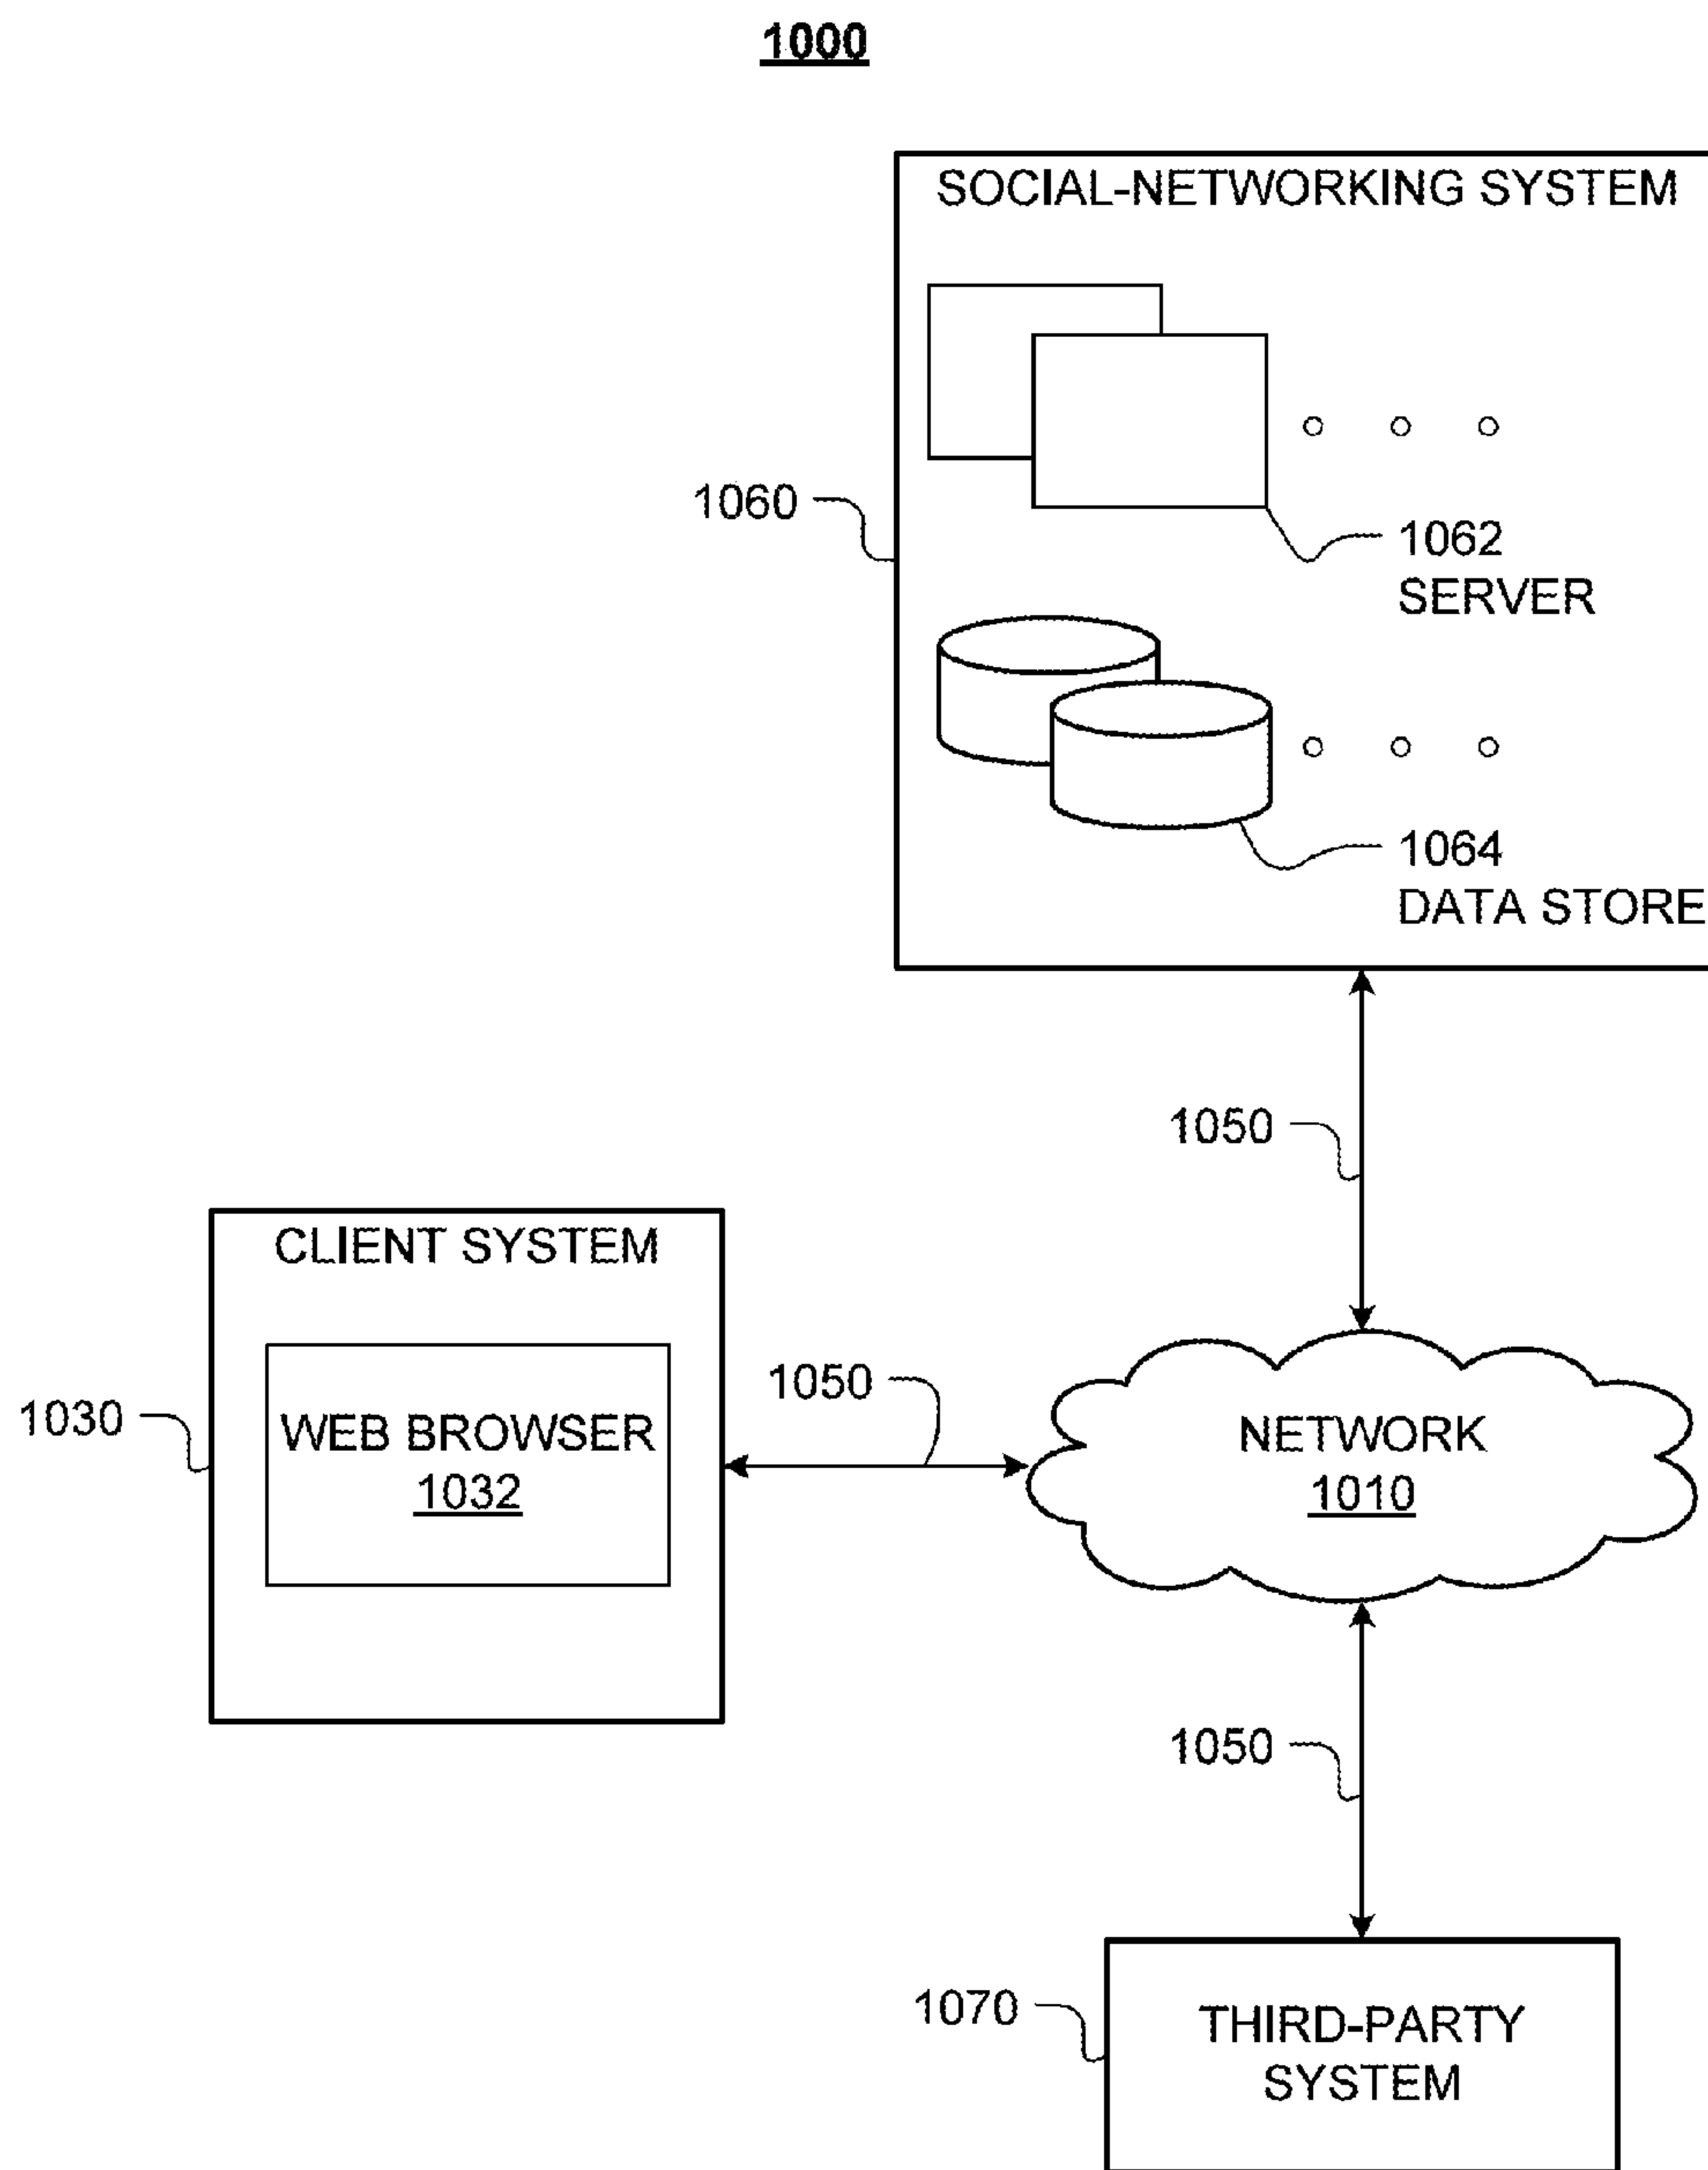 1000
SOCIAL-NETWORKING SYSTEM
1060
1062
SERVER
1064
DATA STORE
1050
CLIENT SYSTEM
1030
WEB BROWSER
1032
1050
NETWORK
1010
1050
1070
THIRD-PARTY
SYSTEM